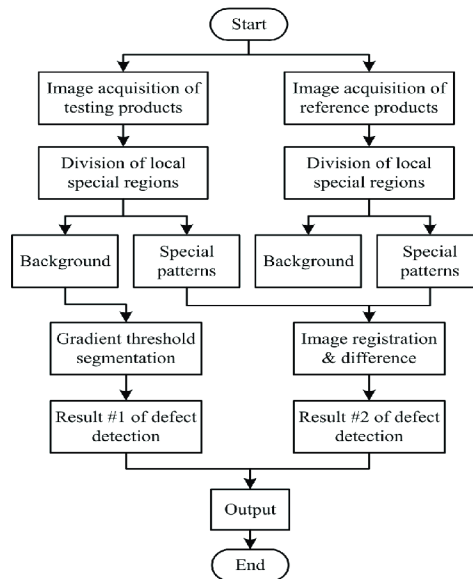 Start
Image acquisition of
testing products
Image acquisition of
reference products
Division of local
special regions
Division of local
special regions
Background
Special
patterns
Background
Special
patterns
Gradient threshold
segmentation
Image registration
& difference
Result #1 of defect
detection
Result #2 of defect
detection
Output
End